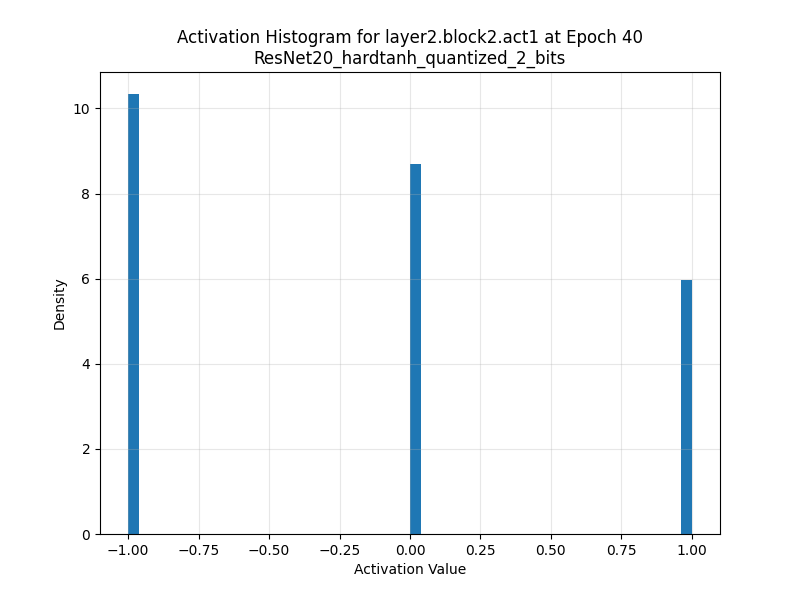 Activation Histogram for layer2.block2.act1 at Epoch 40
ResNet20_hardtanh_quantized_2_bits
10
8
6
4
2
0
Density
−1.00 −0.75 −0.50 −0.25 0.00 0.25 0.50 0.75 1.00
Activation Value